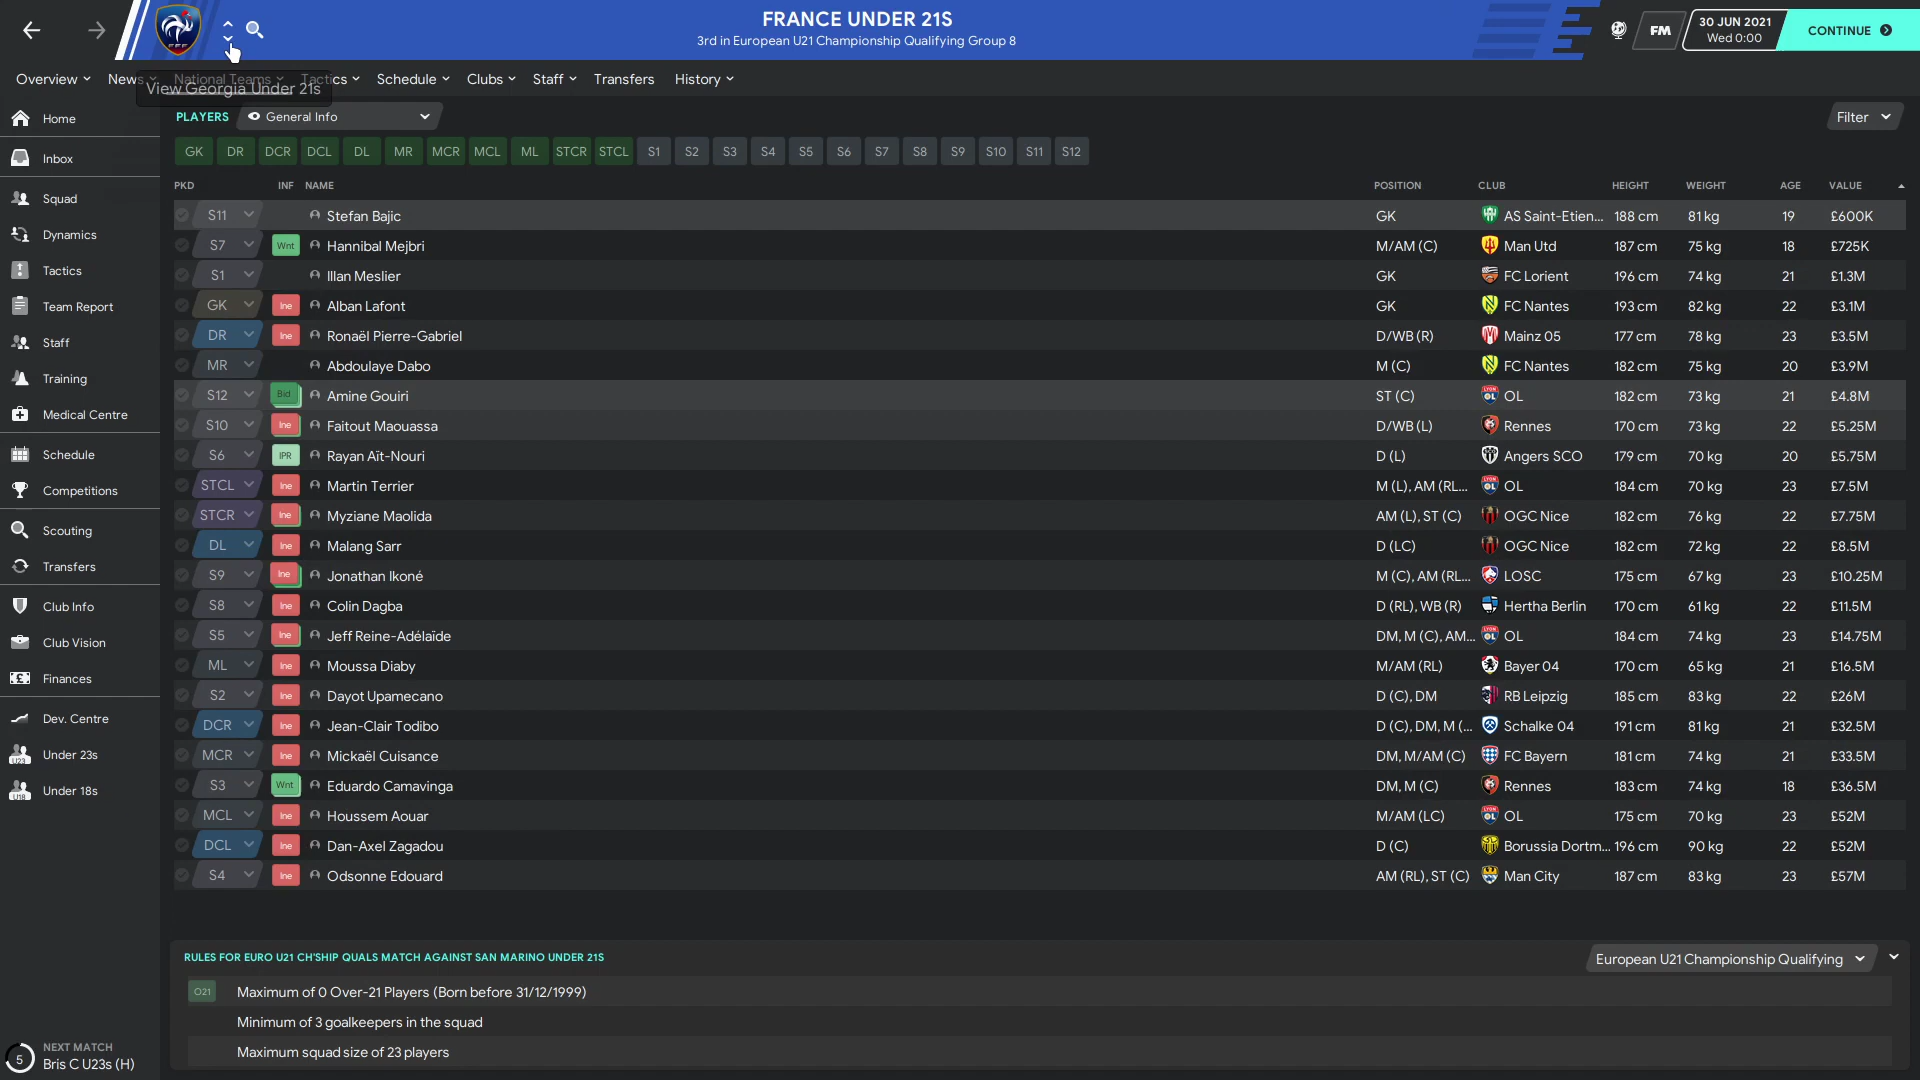 FRANCE UNDER 21S
3rd in European U21 Championship Qualifying Group 8
FM
30 JUN 2021
Wed 0:00
CONTINUE
Overview News National Teams Tactics Schedule Clubs Staff Transfers History
View Georgia Under 21s
Home
Inbox
Squad
Dynamics
Tactics
Team Report
Staff
Training
Medical Centre
Schedule
Competitions
Scouting
Transfers
Club Info
Club Vision
Finances
Dev. Centre
U23 Under 23s
U18 Under 18s
5
NEXT MATCH
Bris C U23s (H)
PLAYERS General Info Filter
GK DR DCR DCL DL MR MCR MCL ML STCR STCL S1 S2 S3 S4 S5 S6 S7 S8 S9 S10 S11 S12
PKD INF NAME POSITION CLUB HEIGHT WEIGHT AGE VALUE
S11 Stefan Bajic GK AS Saint-Etien... 188 cm 81 kg 19 £600K
S7 Wnt Hannibal Mejbri M/AM (C) Man Utd 187 cm 75 kg 18 £725K
S1 Illan Meslier GK FC Lorient 196 cm 74 kg 21 £1.3M
GK Ine Alban Lafont GK FC Nantes 193 cm 82 kg 22 £3.1M
DR Ine Ronaël Pierre-Gabriel D/WB (R) Mainz 05 177 cm 78 kg 23 £3.5M
MR Abdoulaye Dabo M (C) FC Nantes 182 cm 75 kg 20 £3.9M
S12 Bid Amine Gouiri ST (C) OL 182 cm 73 kg 21 £4.8M
S10 Ine Faitout Maouassa D/WB (L) Rennes 170 cm 73 kg 22 £5.25M
S6 IPR Rayan Aït-Nouri D (L) Angers SCO 179 cm 70 kg 20 £5.75M
STCL Ine Martin Terrier M (L), AM (RL... OL 184 cm 70 kg 23 £7.5M
STCR Ine Myziane Maolida AM (L), ST (C) OGC Nice 182 cm 76 kg 22 £7.75M
DL Ine Malang Sarr D (LC) OGC Nice 182 cm 72 kg 22 £8.5M
S9 Ine Jonathan Ikoné M (C), AM (RL... LOSC 175 cm 67 kg 23 £10.25M
S8 Ine Colin Dagba D (RL), WB (R) Hertha Berlin 170 cm 61 kg 22 £11.5M
S5 Ine Jeff Reine-Adélaïde DM, M (C), AM... OL 184 cm 74 kg 23 £14.75M
ML Ine Moussa Diaby M/AM (RL) Bayer 04 170 cm 65 kg 21 £16.5M
S2 Ine Dayot Upamecano D (C), DM RB Leipzig 185 cm 83 kg 22 £26M
DCR Ine Jean-Clair Todibo D (C), DM, M (... Schalke 04 191 cm 81 kg 21 £32.5M
MCR Ine Mickaël Cuisance DM, M/AM (C) FC Bayern 181 cm 74 kg 21 £33.5M
S3 Wnt Eduardo Camavinga DM, M (C) Rennes 183 cm 74 kg 18 £36.5M
MCL Ine Houssem Aouar M/AM (LC) OL 175 cm 70 kg 23 £52M
DCL Ine Dan-Axel Zagadou D (C) Borussia Dortm... 196 cm 90 kg 22 £52M
S4 Ine Odsonne Edouard AM (RL), ST (C) Man City 187 cm 83 kg 23 £57M
RULES FOR EURO U21 CH'SHIP QUALS MATCH AGAINST SAN MARINO UNDER 21S
European U21 Championship Qualifying
O21 Maximum of 0 Over-21 Players (Born before 31/12/1999)
Minimum of 3 goalkeepers in the squad
Maximum squad size of 23 players